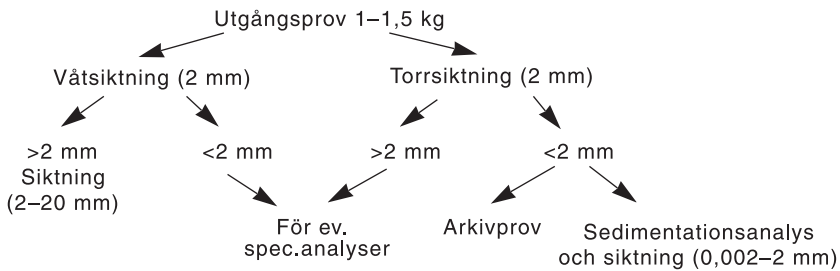 Utgångsprov 1–1,5 kg
Våtsiktning (2 mm)
Torrsiktning (2 mm)
>2 mm
Siktning
(2–20 mm)
<2 mm
>2 mm
<2 mm
För ev.
spec.analyser
Arkivprov
Sedimentationsanalys
och siktning (0,002–2 mm)